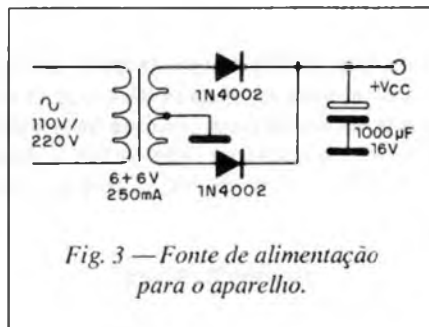 1N4002
+VCC
110V/
220V
1000µF
16V
6+6V
250mA
1N4002
Fig. 3 — Fonte de alimentação
para o aparelho.